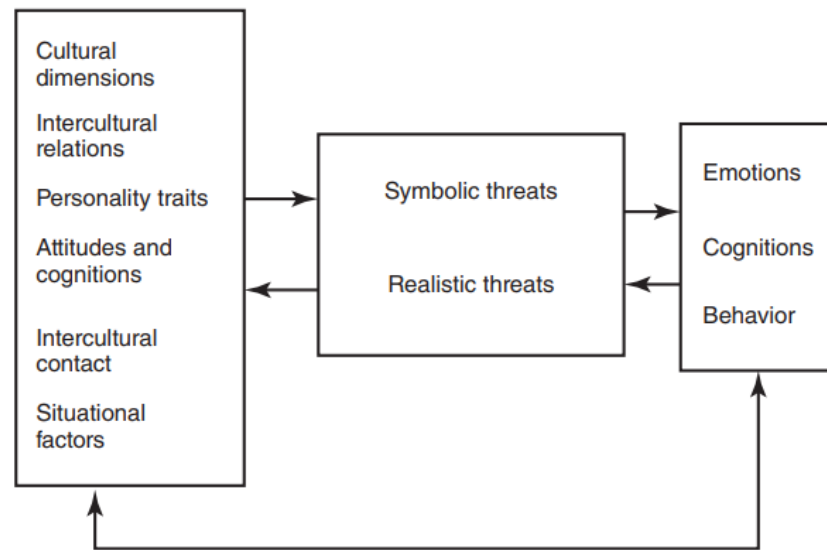 Cultural
dimensions
Intercultural
relations
Personality traits
Attitudes and
cognitions
Intercultural
contact
Situational
factors
Symbolic threats
Realistic threats
Emotions
Cognitions
Behavior